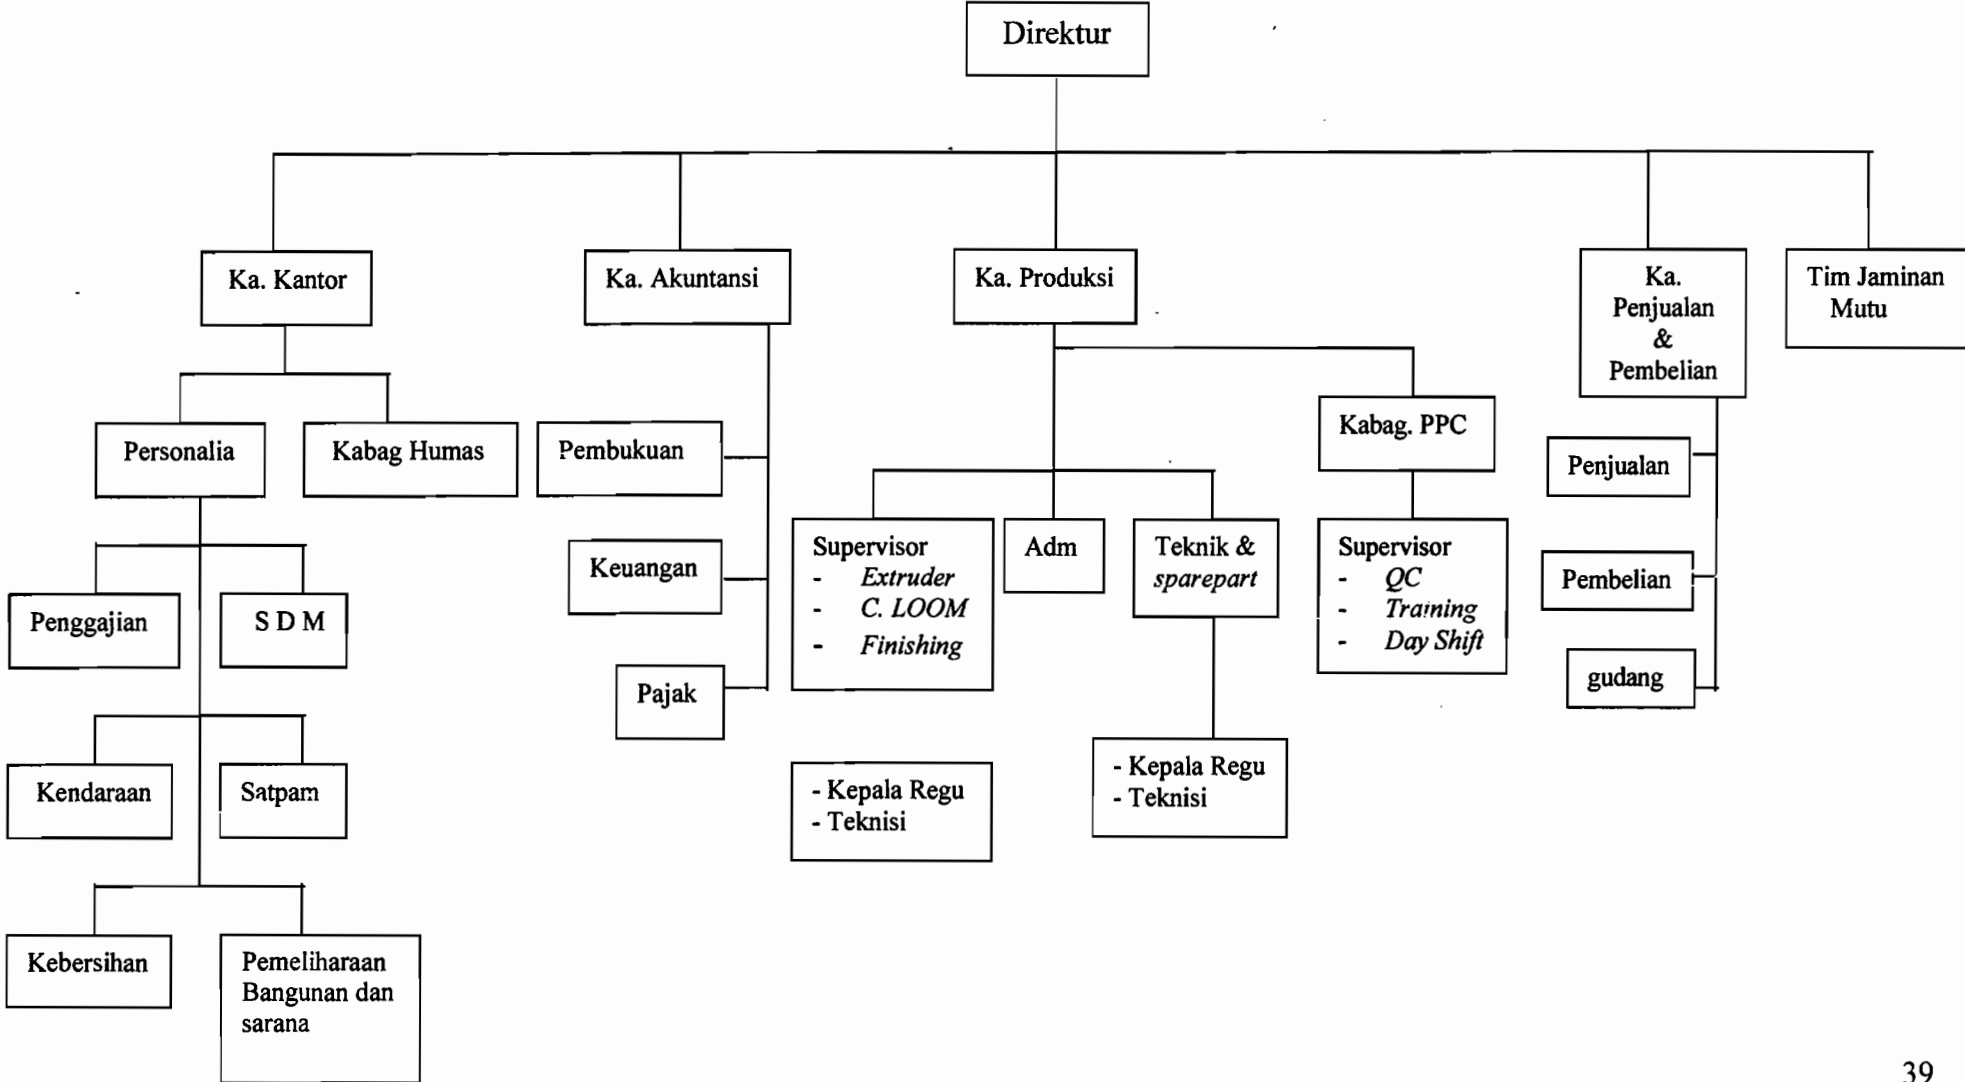 Direktur
Ka. Kantor
Ka. Akuntansi
Ka. Produksi
Ka.
Penjualan
&
Pembelian
Tim Jaminan
Mutu
Personalia
Kabag Humas
Pembukuan
Kabag. PPC
Penjualan
Keuangan
Supervisor
- Extruder
- C. LOOM
- Finishing
Adm
Teknik &
sparepart
Supervisor
- QC
- Training
- Day Shift
Pembelian
Penggajian
S D M
Pajak
gudang
Kendaraan
Satpam
- Kepala Regu
- Teknisi
- Kepala Regu
- Teknisi
Kebersihan
Pemeliharaan
Bangunan dan
sarana
39